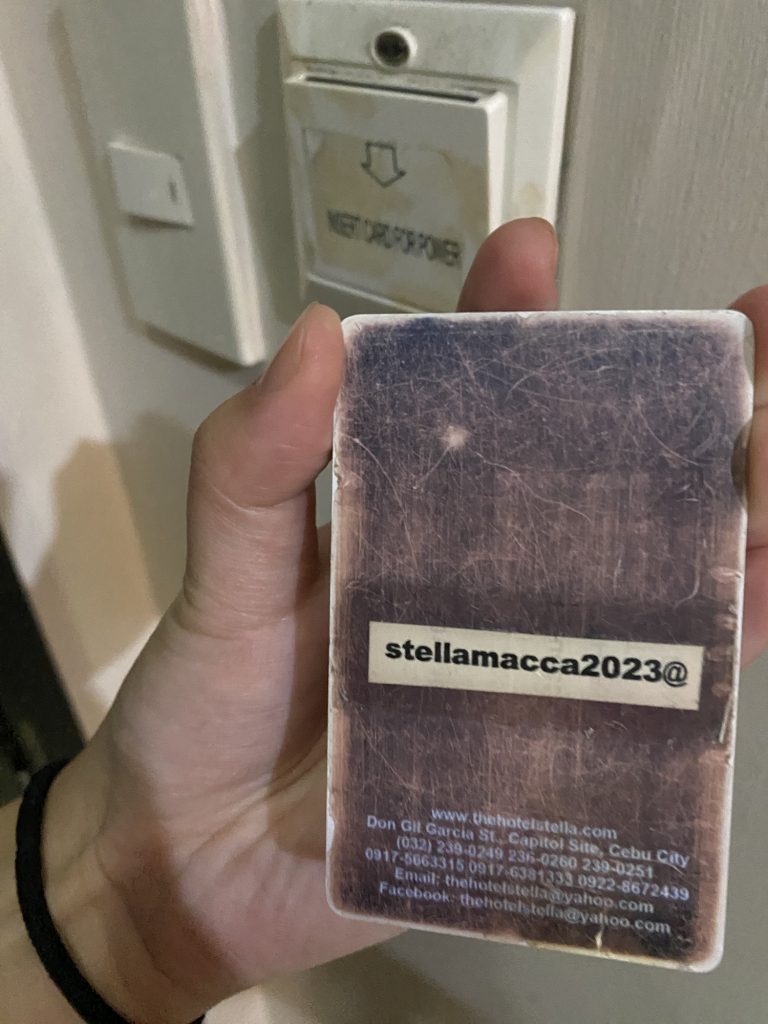 INSERT CARD FOR POWER
stellamacca2023@
www.thehotelstella.com
Don Gil Garcia St., Capitol Site, Cebu City
(032) 239-0249 236-0260 239-0251
0917-5663315 0917-6381333 0922-8672439
Email: thehotelstella@yahoo.com
Facebook: thehotelstella@yahoo.com